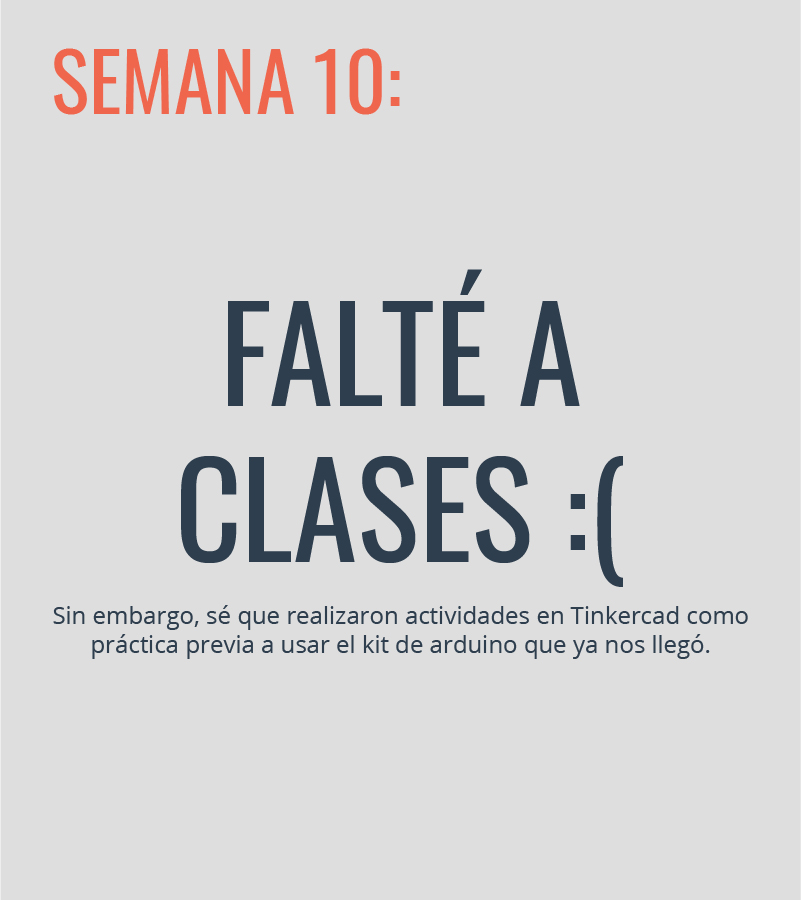 SEMANA 10:
FALTÉ A
CLASES :(
Sin embargo, sé que realizaron actividades en Tinkercad como
práctica previa a usar el kit de arduino que ya nos llegó.